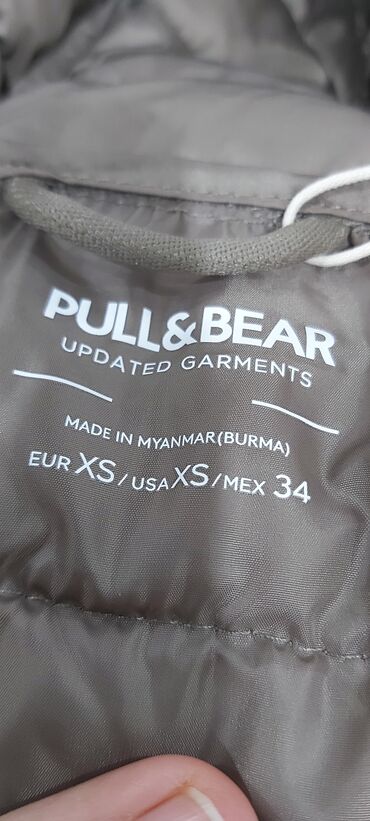 PULL&BEAR
UPDATED GARMENTS
MADE IN MYANMAR(BURMA)
EUR XS/USA XS/MEX 34